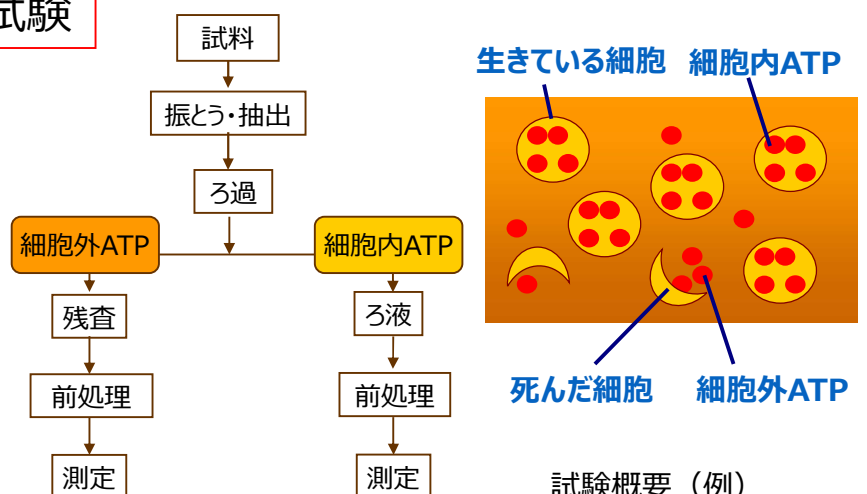 試験
試料
振とう・抽出
ろ過
細胞外ATP
細胞内ATP
残査
ろ液
前処理
前処理
測定
測定
生きている細胞
細胞内ATP
死んだ細胞
細胞外ATP
試験概要（例）